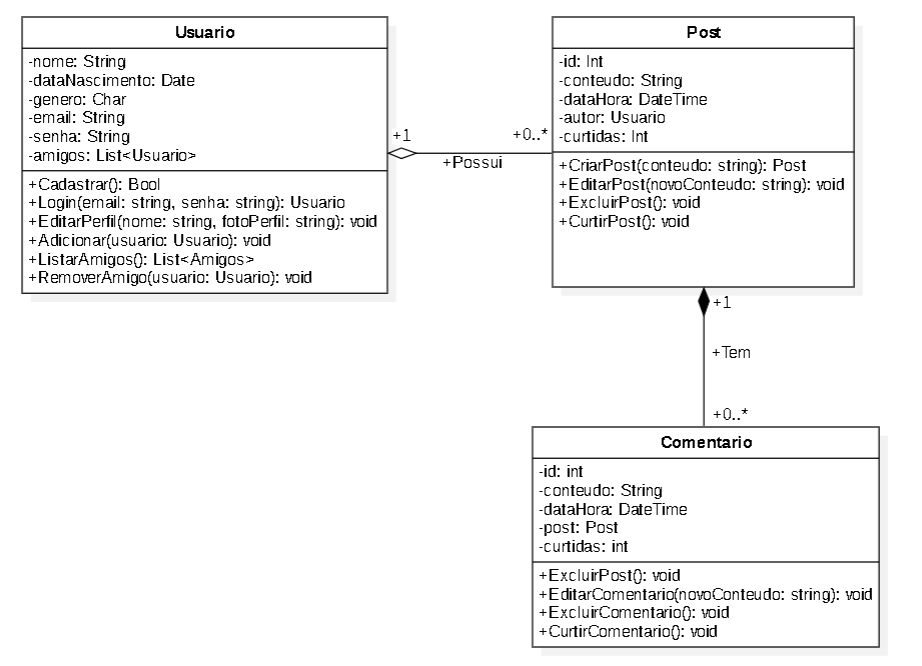 Usuario
-nome: String
-dataNascimento: Date
-genero: Char
-email: String
-senha: String
-amigos: List<Usuario>
+Cadastrar(): Bool
+Login(email: string, senha: string): Usuario
+EditarPerfil(nome: string, fotoPerfil: string): void
+Adicionar(usuario: Usuario): void
+ListarAmigos(): List<Amigos>
+RemoverAmigo(usuario: Usuario): void
+1
+0..*
+Possui
Post
-id: Int
-conteudo: String
-dataHora: DateTime
-autor: Usuario
-curtidas: Int
+CriarPost(conteudo: string): Post
+EditarPost(novoConteudo: string): void
+ExcluirPost(): void
+CurtirPost(): void
+1
+Tem
+0..*
Comentario
-id: int
-conteudo: String
-dataHora: DateTime
-post: Post
-curtidas: int
+ExcluirPost(): void
+EditarComentario(novoConteudo: string): void
+ExcluirComentario(): void
+CurtirComentario(): void